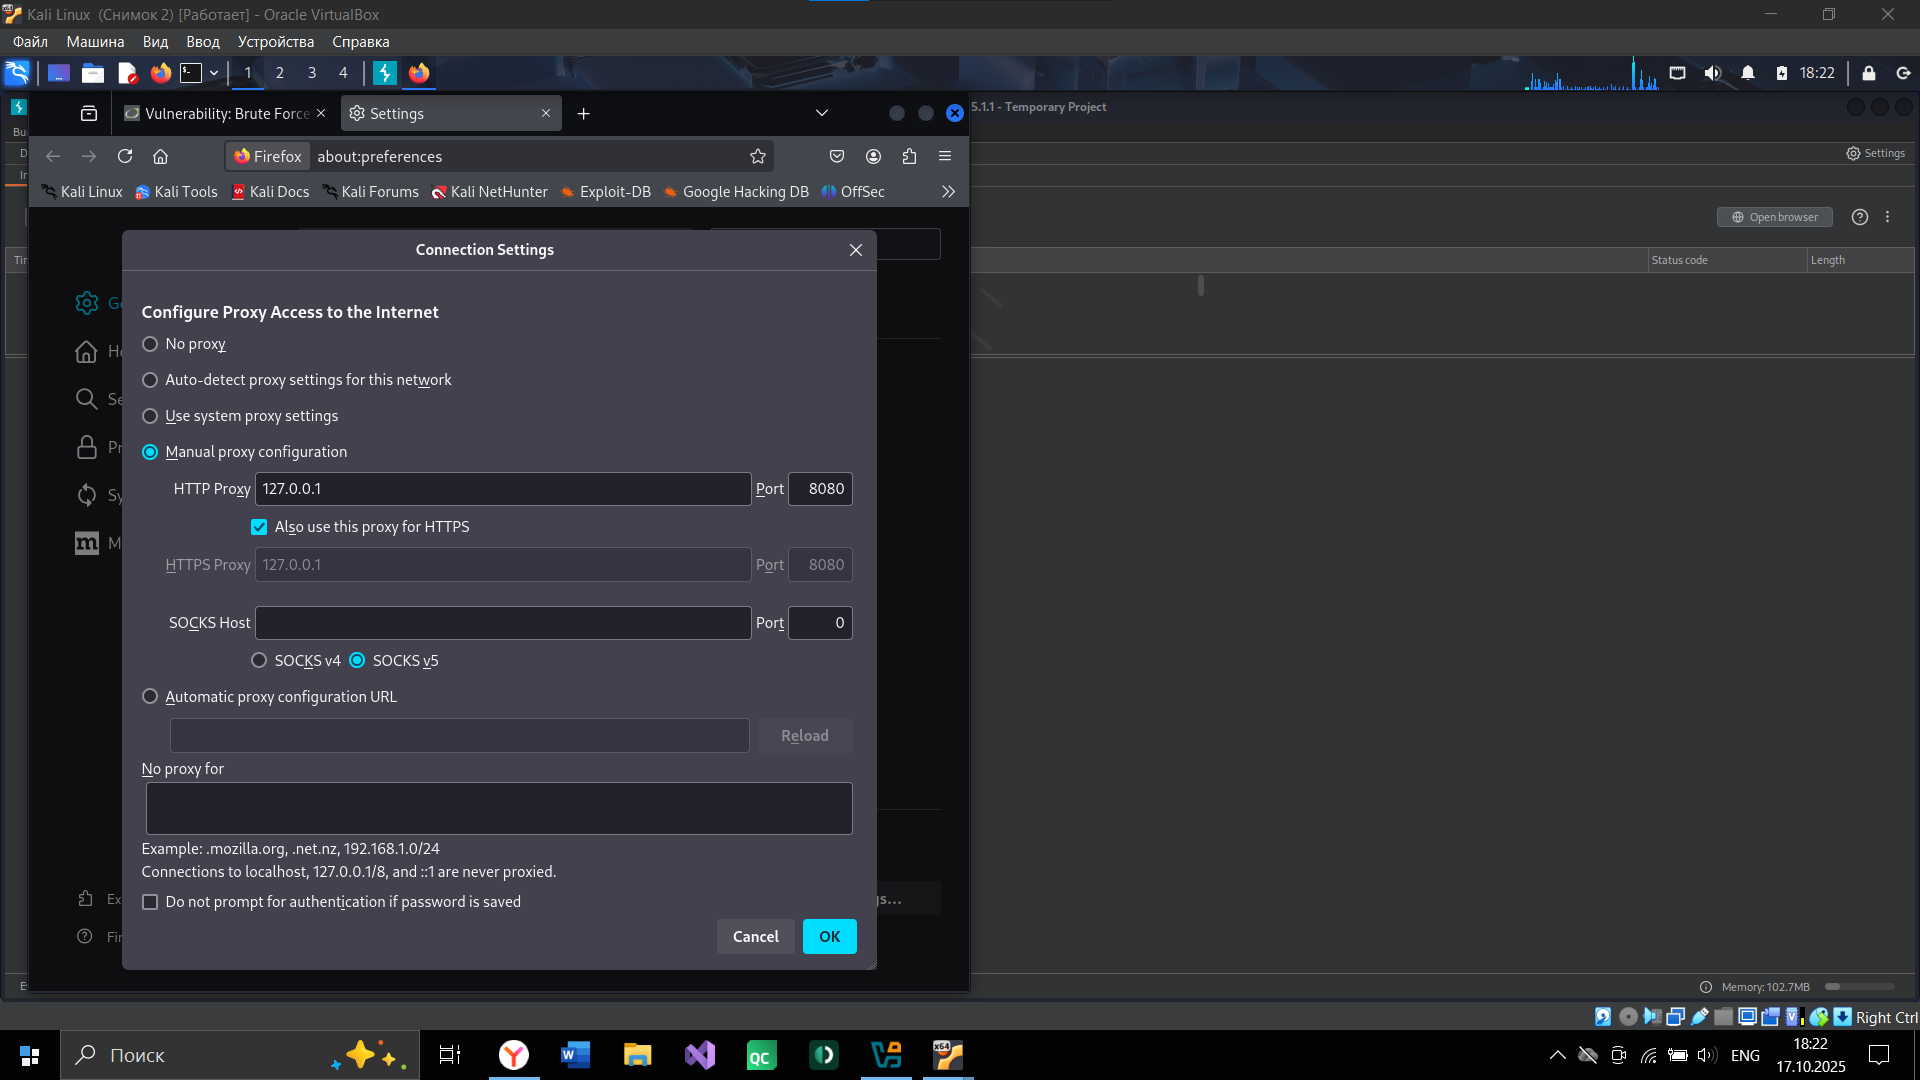 Kali Linux (Снимок 2) [Работает] - Oracle VirtualBox
Файл Машина Вид Ввод Устройства Справка
1 2 3 4 18:22
Vulnerability: Brute Force Settings 5.1.1 - Temporary Project
Bu
Firefox about:preferences Settings
Kali Linux Kali Tools Kali Docs Kali Forums Kali NetHunter Exploit-DB Google Hacking DB OffSec
Open browser
Connection Settings
Status code Length
Configure Proxy Access to the Internet
No proxy
Auto-detect proxy settings for this network
Use system proxy settings
Manual proxy configuration
HTTP Proxy 127.0.0.1 Port 8080
Also use this proxy for HTTPS
HTTPS Proxy 127.0.0.1 Port 8080
SOCKS Host Port 0
SOCKS v4 SOCKS v5
Automatic proxy configuration URL
Reload
No proxy for
Example: .mozilla.org, .net.nz, 192.168.1.0/24
Connections to localhost, 127.0.0.1/8, and ::1 are never proxied.
Do not prompt for authentication if password is saved
Cancel OK
Memory: 102.7MB
Right Ctrl
Поиск ENG 18:22
17.10.2025